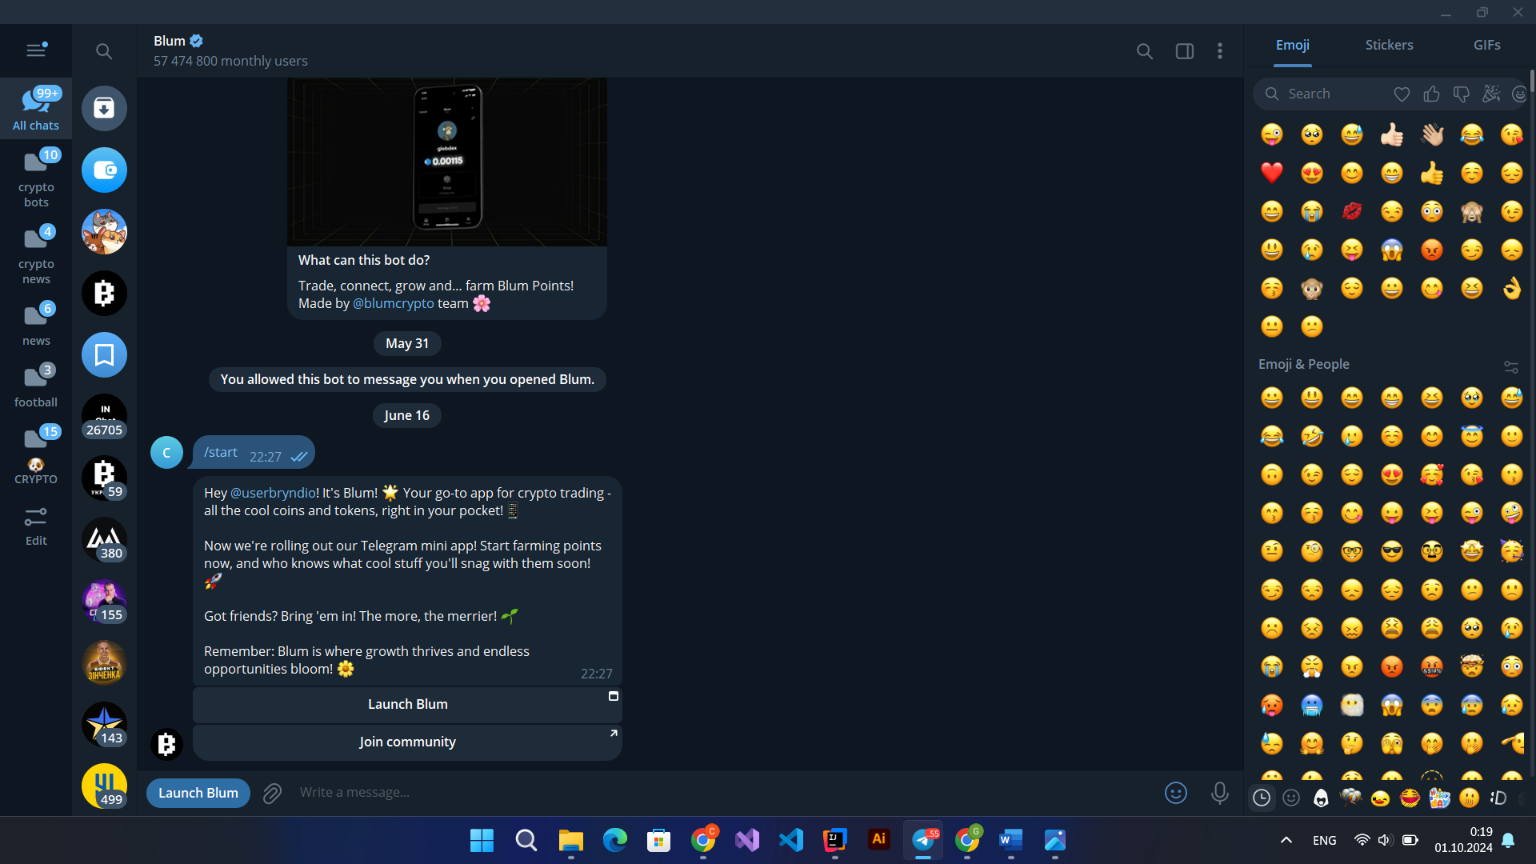 Blum
57 474 800 monthly users
Emoji
Stickers
GIFs
Search
99+
All chats
10
crypto
bots
4
crypto
news
6
news
3
football
15
CRYPTO
Edit
IN
26705
59
380
155
ЗІНЧЕНКА
143
499
glebdex
0.00115
What can this bot do?
Trade, connect, grow and... farm Blum Points!
Made by @blumcrypto team 🌸
May 31
You allowed this bot to message you when you opened Blum.
June 16
C
/start 22:27
Hey @userbryndio! It's Blum! 🌟 Your go-to app for crypto trading -
all the cool coins and tokens, right in your pocket! 📱
Now we're rolling out our Telegram mini app! Start farming points
now, and who knows what cool stuff you'll snag with them soon!
🚀
Got friends? Bring 'em in! The more, the merrier! 🌱
Remember: Blum is where growth thrives and endless
opportunities bloom! 🌼
22:27
Launch Blum
Join community
Launch Blum
Write a message...
Emoji & People
:D
C
Ai
55
G
W
ENG
0:19
01.10.2024